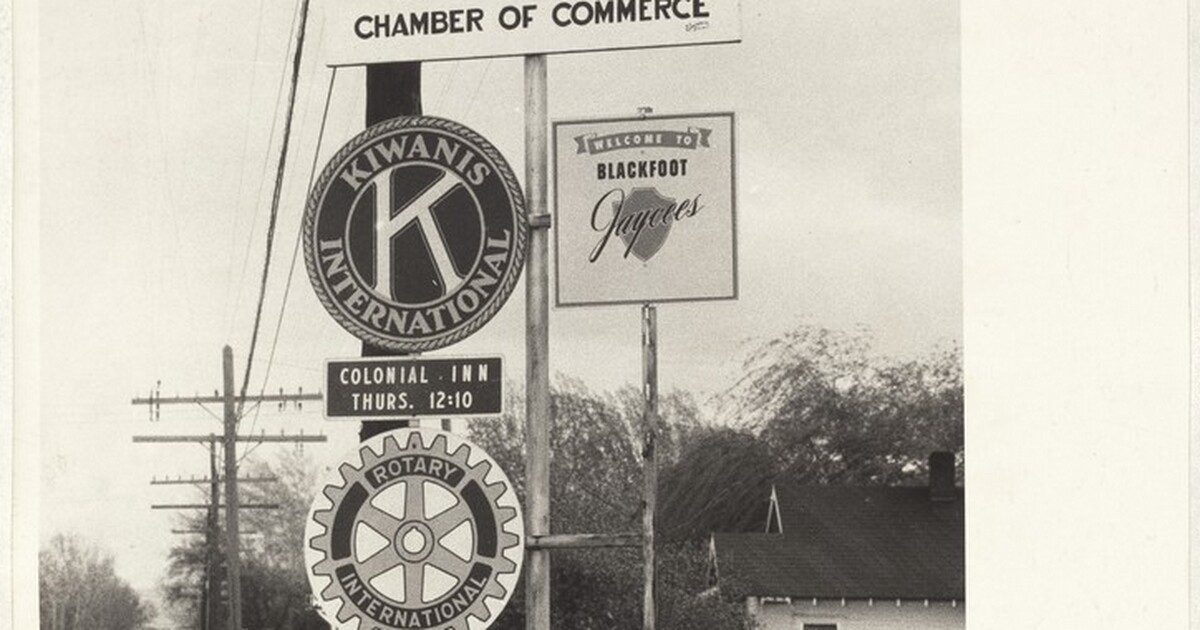 CHAMBER OF COMMERCE
KIWANIS
K
INTERNATIONAL
WELCOME TO
BLACKFOOT
Jaycees
COLONIAL INN
THURS. 12:10
ROTARY
INTERNATIONAL